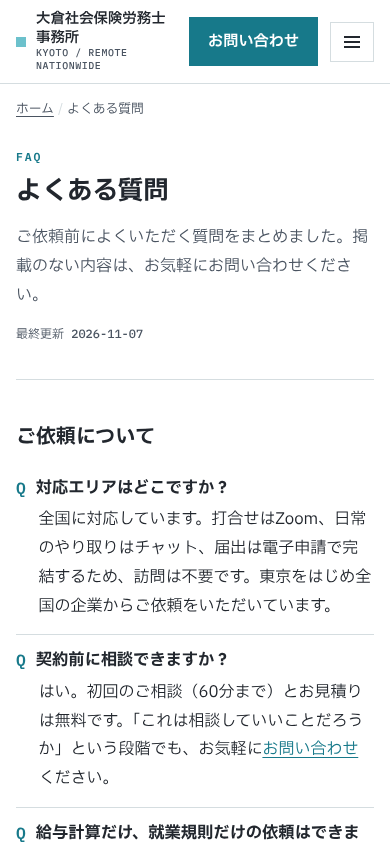 大倉社会保険労務士
事務所
KYOTO / REMOTE
NATIONWIDE
お問い合わせ
ホーム / よくある質問
FAQ
よくある質問
ご依頼前によくいただく質問をまとめました。掲
載のない内容は、お気軽にお問い合わせくださ
い。
最終更新 2026-11-07
ご依頼について
Q 対応エリアはどこですか？
全国に対応しています。打合せはZoom、日常
のやり取りはチャット、届出は電子申請で完
結するため、訪問は不要です。東京をはじめ全
国の企業からご依頼をいただいています。
Q 契約前に相談できますか？
はい。初回のご相談（60分まで）とお見積り
は無料です。「これは相談していいことだろう
か」という段階でも、お気軽にお問い合わせ
ください。
Q 給与計算だけ、就業規則だけの依頼はできま